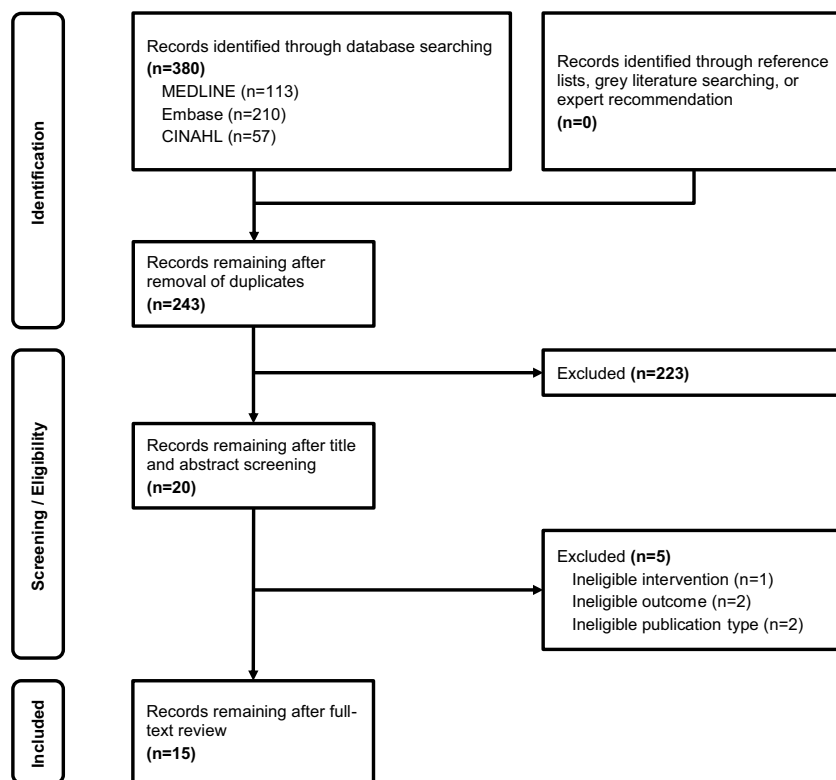 Identification
Records identified through database searching
(n=380)
MEDLINE (n=113)
Embase (n=210)
CINAHL (n=57)
Records identified through reference
lists, grey literature searching, or
expert recommendation
(n=0)
Records remaining after
removal of duplicates
(n=243)
Screening / Eligibility
Excluded (n=223)
Records remaining after title
and abstract screening
(n=20)
Excluded (n=5)
Ineligible intervention (n=1)
Ineligible outcome (n=2)
Ineligible publication type (n=2)
Included
Records remaining after full-
text review
(n=15)